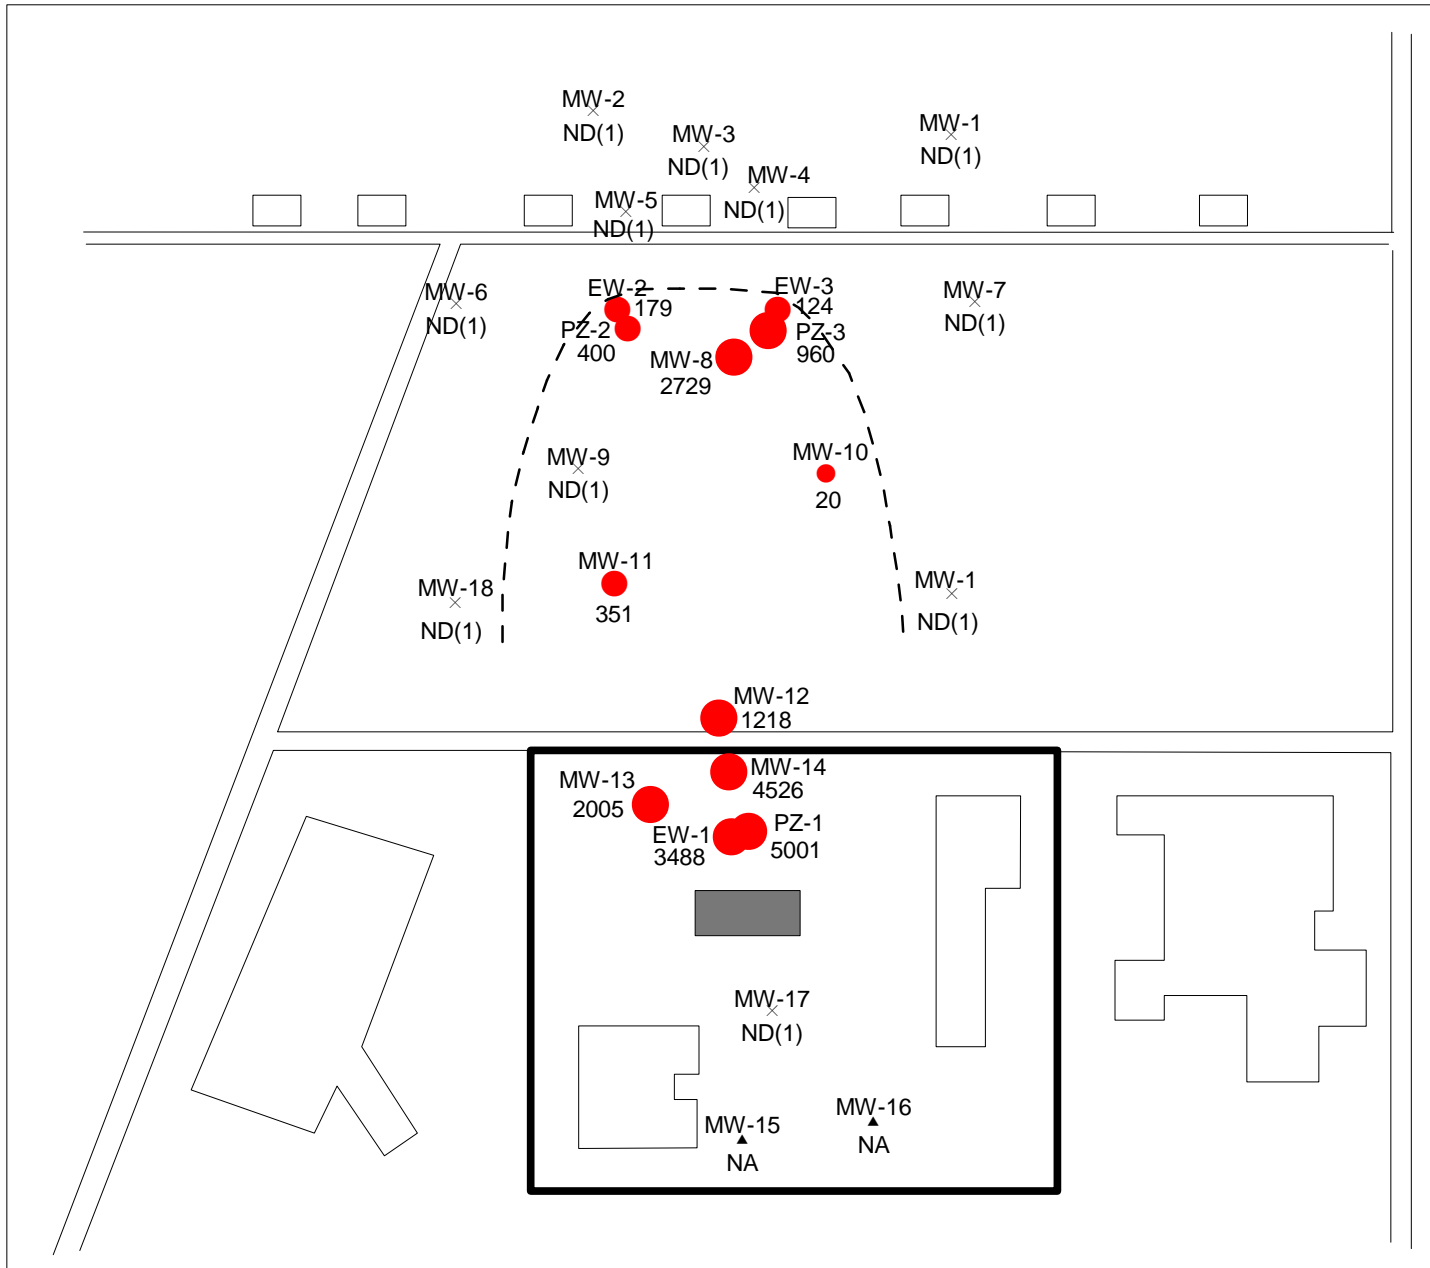 MW-2
ND(1)
MW-3
ND(1)
MW-1
ND(1)
MW-4
ND(1)
MW-5
ND(1)
MW-6
ND(1)
EW-2
179
EW-3
124
MW-7
ND(1)
PZ-2
400
PZ-3
960
MW-8
2729
MW-9
ND(1)
MW-10
20
MW-11
351
MW-18
ND(1)
MW-1
ND(1)
MW-12
1218
MW-14
4526
MW-13
2005
EW-1
3488
PZ-1
5001
MW-17
ND(1)
MW-16
NA
MW-15
NA